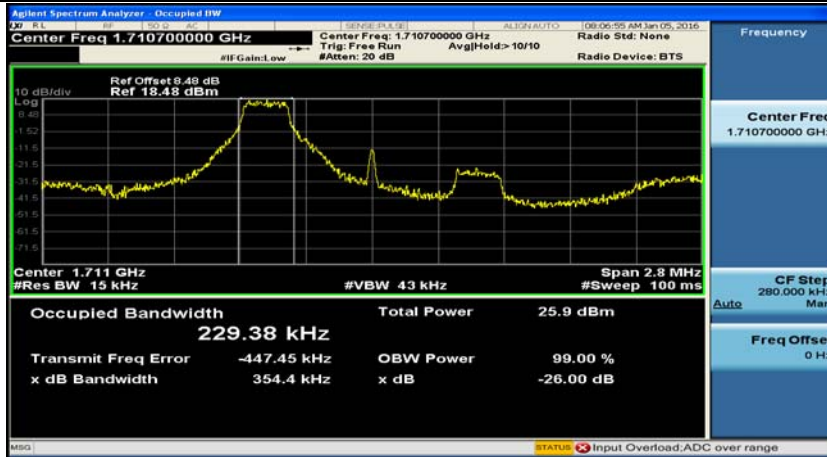 Agilent Spectrum Analyzer - Occupied BW
LXI RL RF 50 Ω AC SENSE:PULSE ALIGN AUTO 08:06:55 AM Jan 05, 2016
Center Freq 1.710700000 GHz
Center Freq: 1.710700000 GHz
Radio Std: None
Trig: Free Run Avg|Hold:> 10/10
#IFGain:Low
#Atten: 20 dB
Radio Device: BTS
Ref Offset 8.48 dB
10 dB/div Ref 18.48 dBm
Log
8.48
-1.52
-11.5
-21.5
-31.5
-41.5
-51.5
-61.5
-71.5
Center 1.711 GHz
Span 2.8 MHz
#Res BW 15 kHz
#VBW 43 kHz
#Sweep 100 ms
Occupied Bandwidth
Total Power 25.9 dBm
229.38 kHz
Transmit Freq Error -447.45 kHz
OBW Power 99.00 %
x dB Bandwidth 354.4 kHz
x dB -26.00 dB
MSG
STATUS Input Overload;ADC over range
Frequency
Center Freq
1.710700000 GHz
CF Step
280.000 kHz
Auto Man
Freq Offset
0 Hz